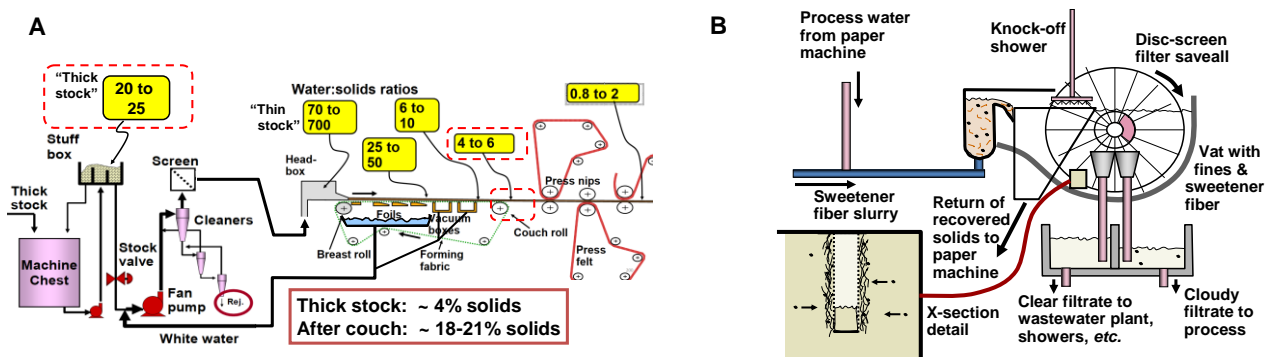 A
"Thick
stock"
20 to
25
Stuff
box
Screen
Thick
stock
Machine
Chest
Stock
valve
Cleaners
Fan
pump
Rej.
White water
Water:solids ratios
"Thin
stock"
70 to
700
Head-
box
25 to
50
6 to
10
4 to 6
0.8 to 2
Foils
Vacuum
boxes
Breast roll
Forming
fabric
Couch roll
Press nips
Press
felt
Thick stock: ~ 4% solids
After couch: ~ 18-21% solids
B
Process water
from paper
machine
Knock-off
shower
Disc-screen
filter saveall
Sweetener
fiber slurry
Vat with
fines &
sweetener
fiber
Return of
recovered
solids to
paper
machine
X-section
detail
Clear filtrate to
wastewater plant,
showers, etc.
Cloudy
filtrate to
process